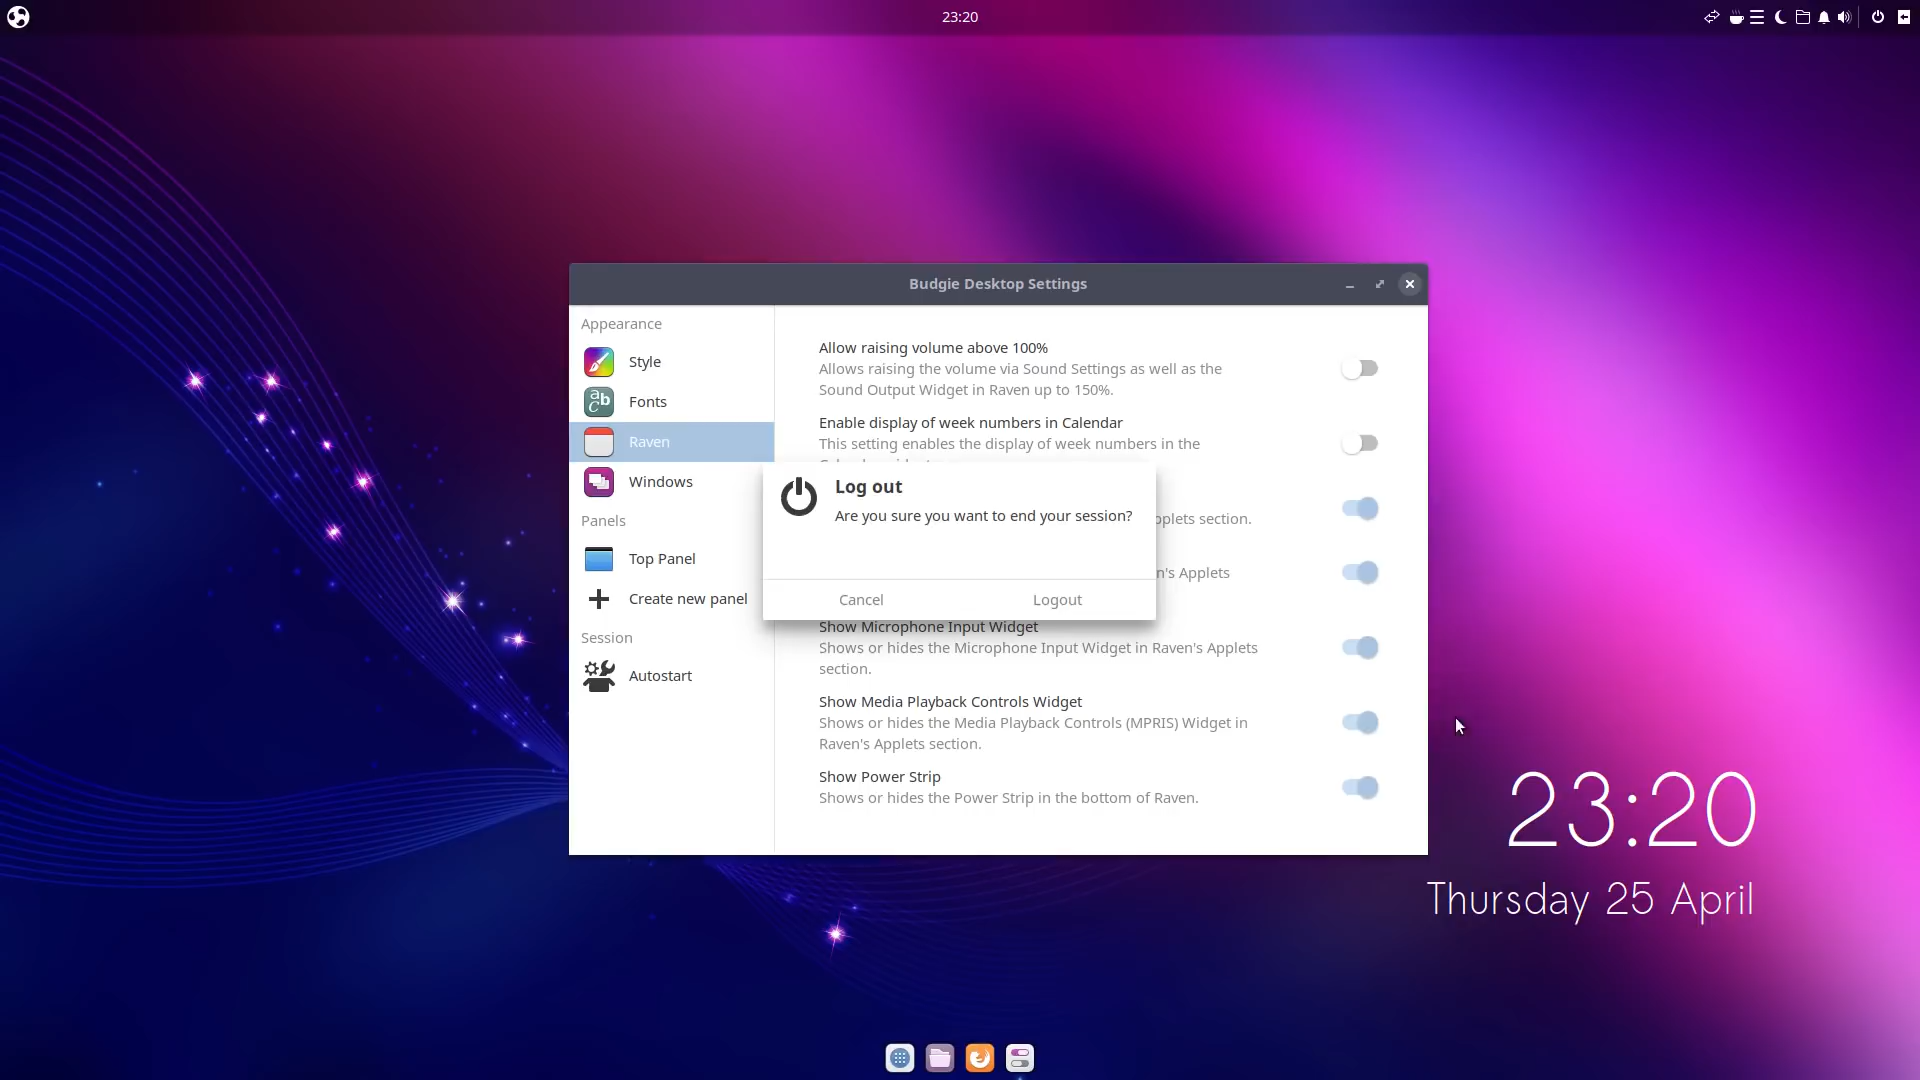 23:20
Budgie Desktop Settings
Appearance
Style
Fonts
Raven
Windows
Panels
Top Panel
Create new panel
Session
Autostart
Allow raising volume above 100%
Allows raising the volume via Sound Settings as well as the
Sound Output Widget in Raven up to 150%.
Enable display of week numbers in Calendar
This setting enables the display of week numbers in the
Log out
Are you sure you want to end your session?
Cancel
Logout
section.
Applets
Show Microphone Input Widget
Shows or hides the Microphone Input Widget in Raven's Applets
section.
Show Media Playback Controls Widget
Shows or hides the Media Playback Controls (MPRIS) Widget in
Raven's Applets section.
Show Power Strip
Shows or hides the Power Strip in the bottom of Raven.
23:20
Thursday 25 April